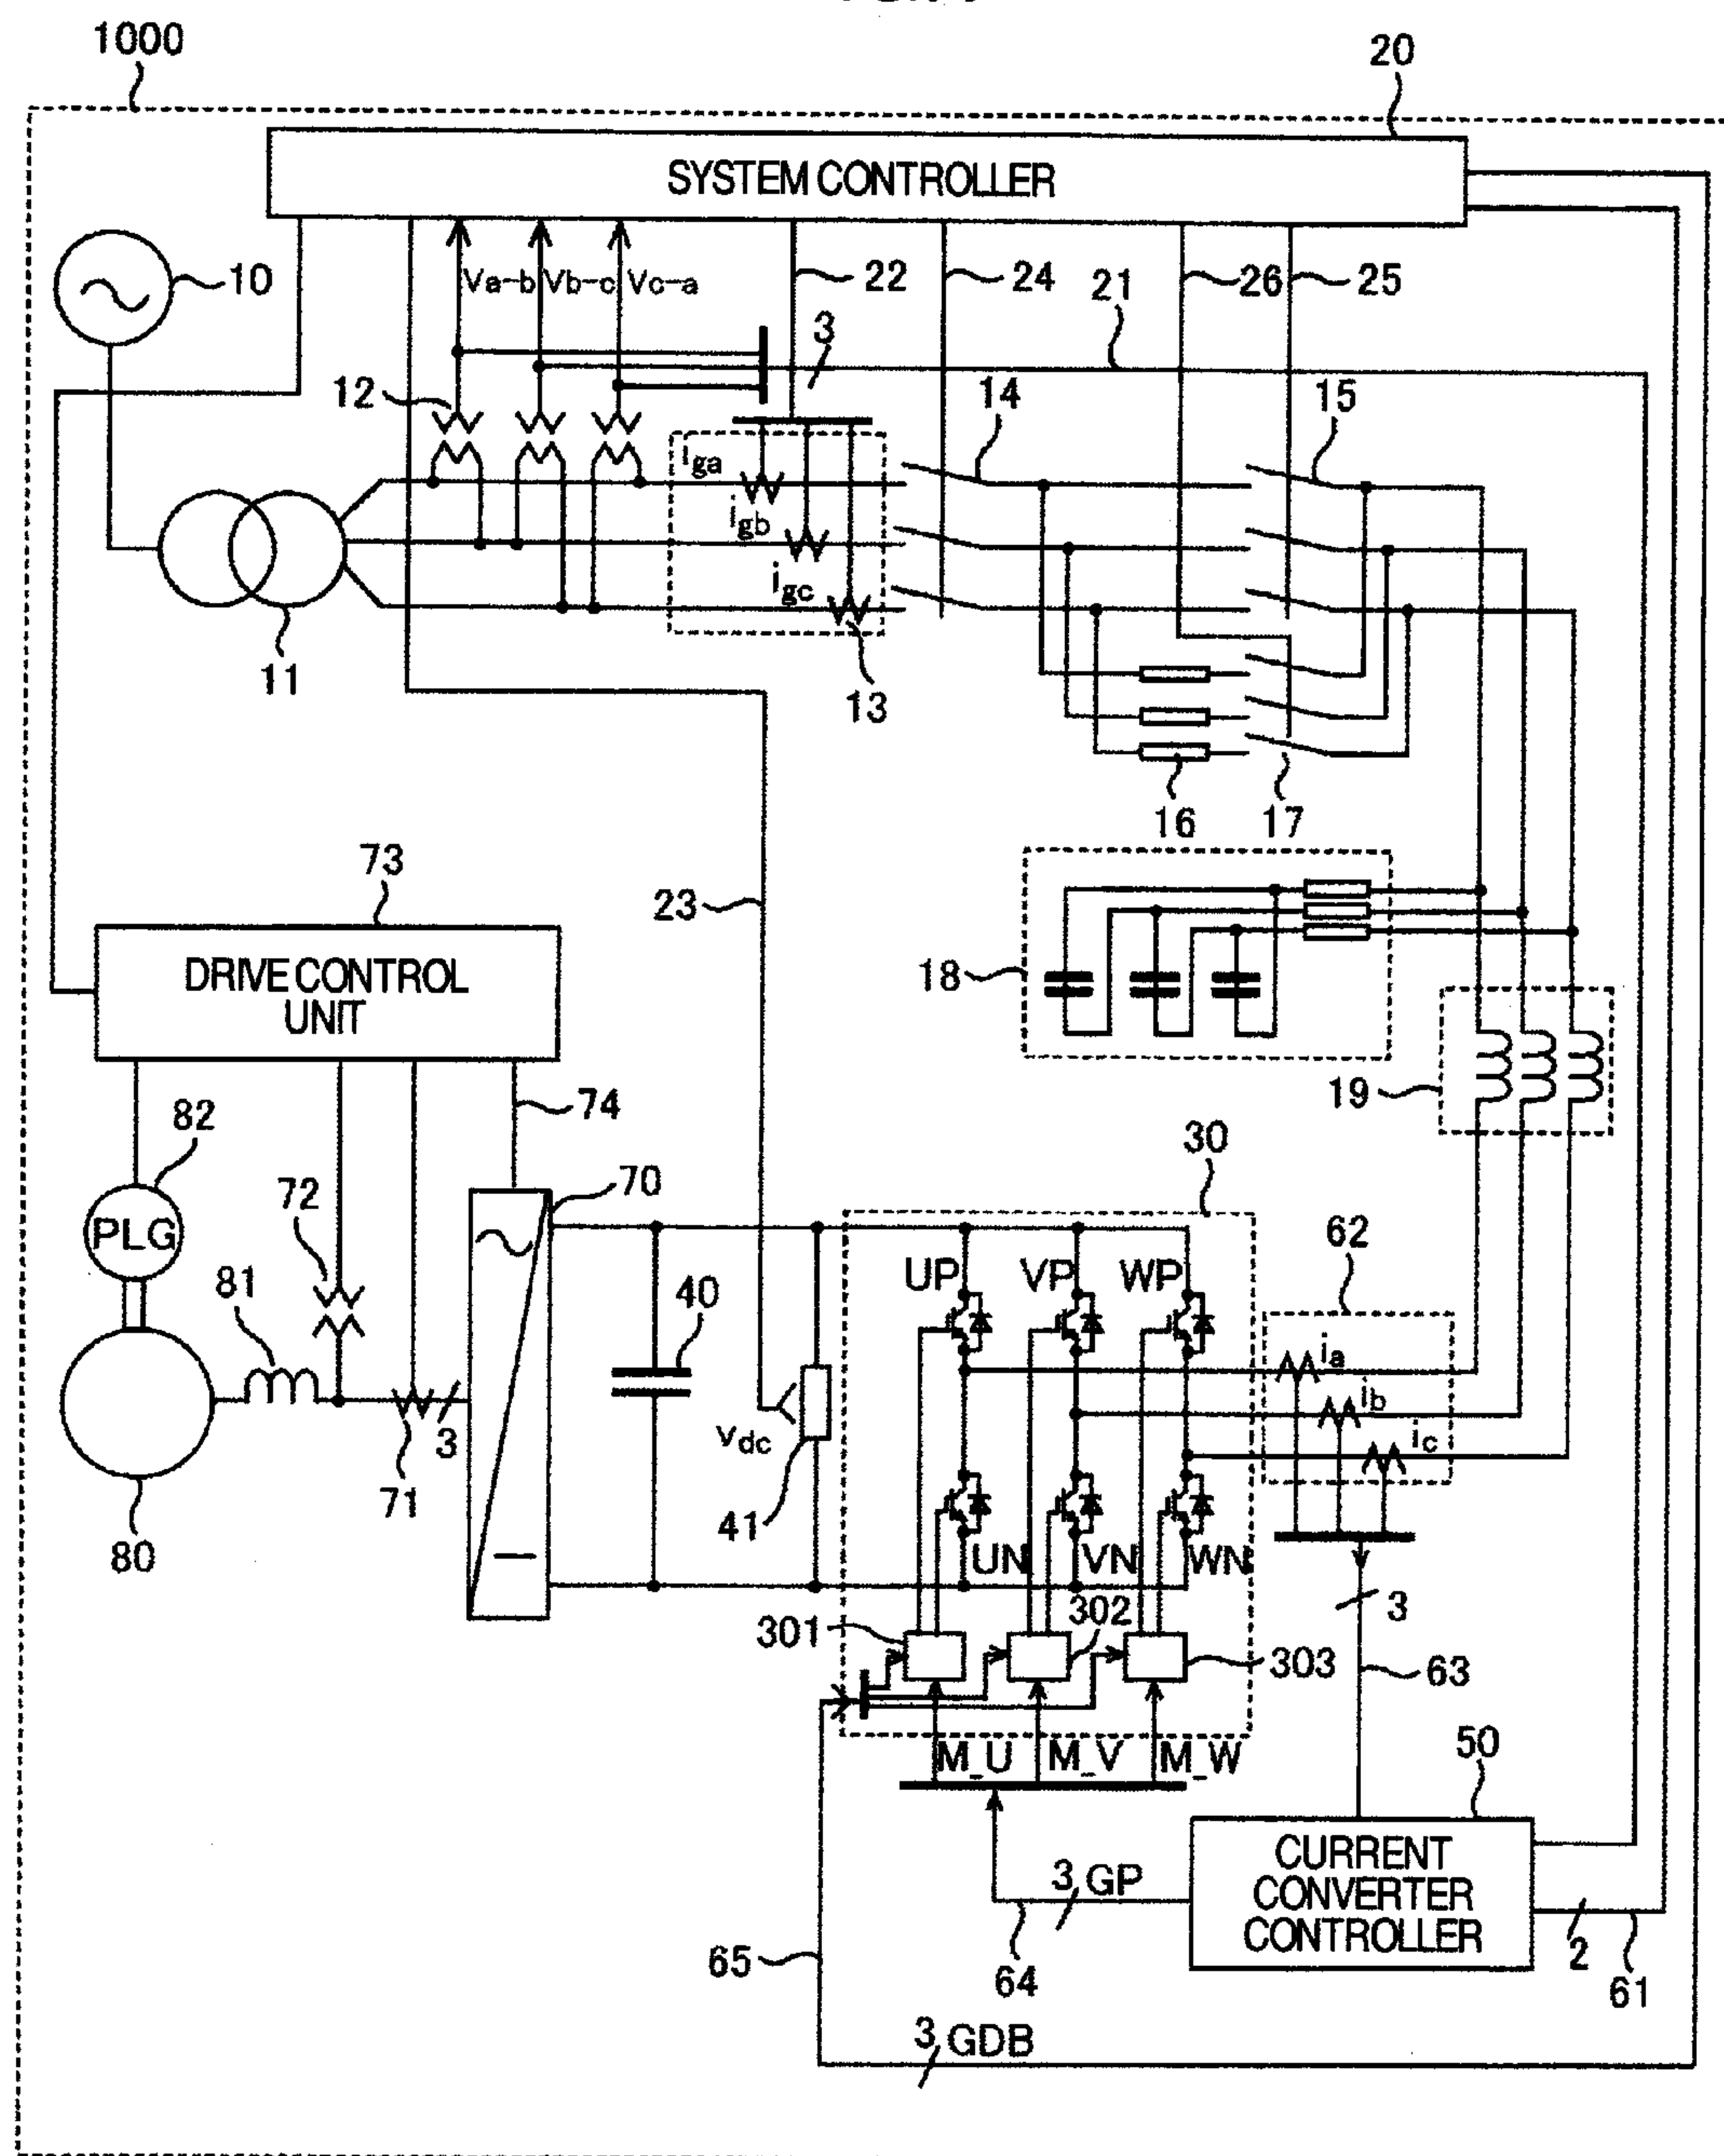 1000
20
SYSTEM CONTROLLER
10
Va-b
Vb-c
Vc-a
22
24
21
26
25
3
12
14
15
iga
igb
igc
11
13
16
17
73
23
DRIVE CONTROL
UNIT
18
19
74
82
72
70
30
PLG
81
40
UP
VP
WP
62
ia
ib
ic
3
71
vdc
41
80
UN
VN
WN
3
301
302
303
63
M_U
M_V
M_W
50
CURRENT
CONVERTER
CONTROLLER
3
GP
2
65
64
61
3
GDB